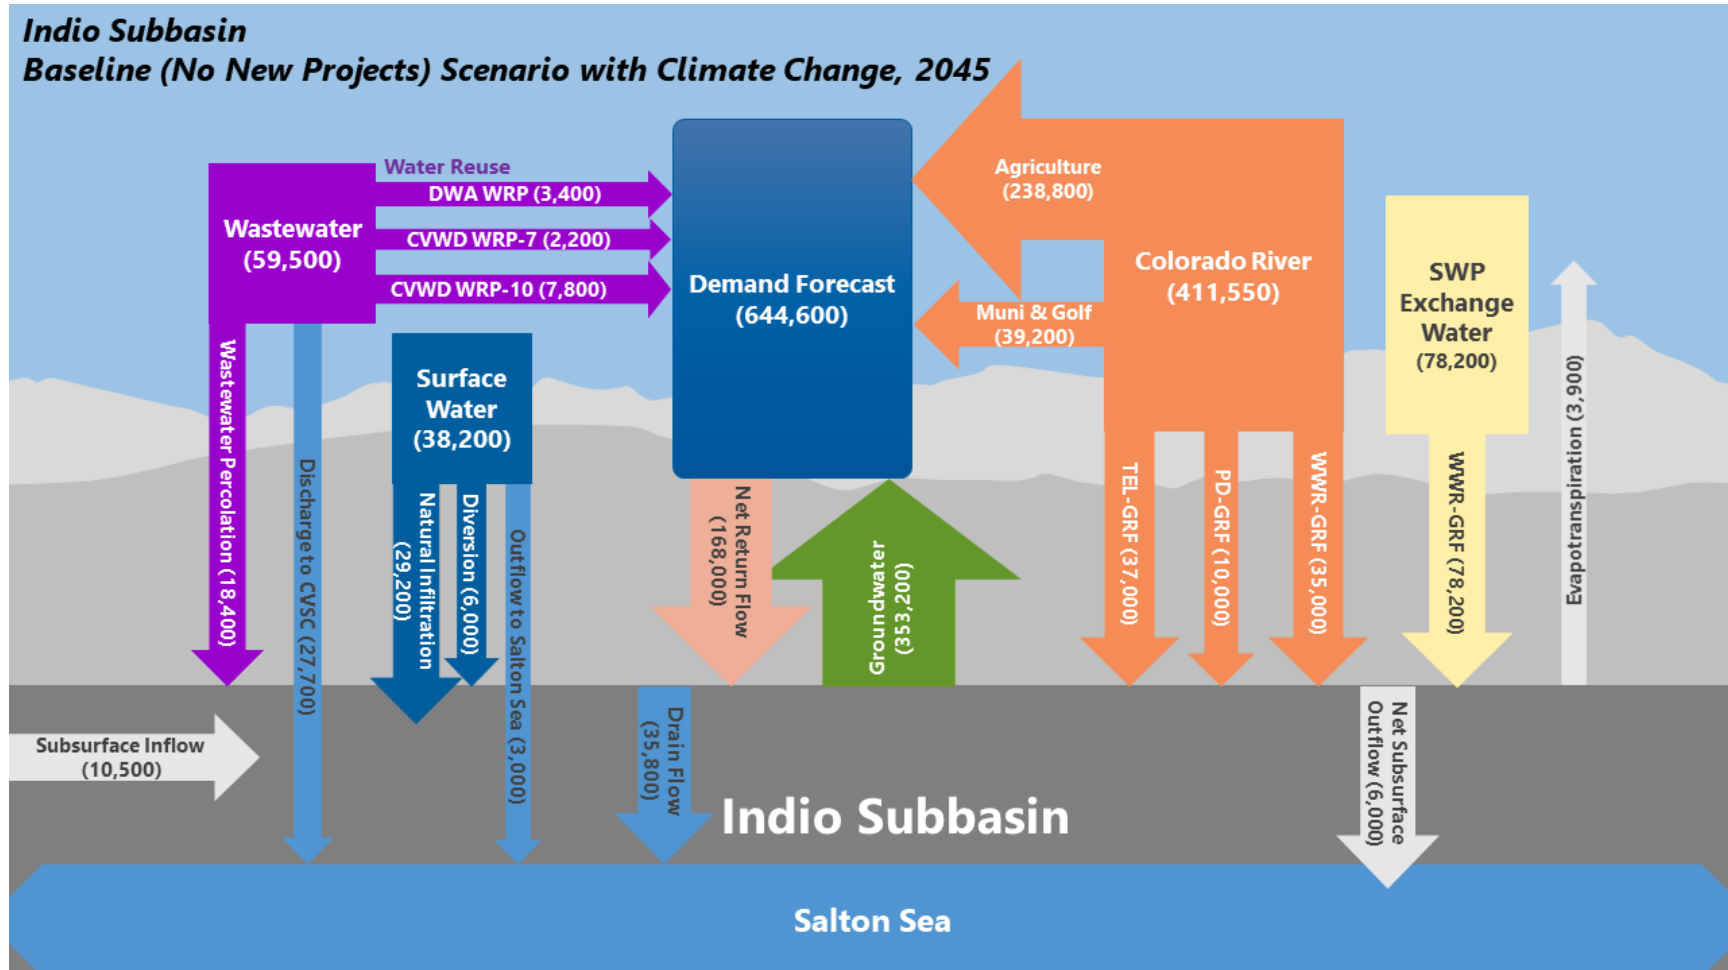 Indio Subbasin
Baseline (No New Projects) Scenario with Climate Change, 2045
Water Reuse
DWA WRP (3,400)
CVWD WRP-7 (2,200)
CVWD WRP-10 (7,800)
Wastewater
(59,500)
Wastewater Percolation (18,400)
Discharge to CVSC (27,700)
Surface
Water
(38,200)
Natural Infiltration
(29,200)
Diversion (6,000)
Outflow to Salton Sea (3,000)
Demand Forecast
(644,600)
Net Return Flow
(168,000)
Groundwater
(353,200)
Agriculture
(238,800)
Muni & Golf
(39,200)
Colorado River
(411,550)
TEL-GRF (37,000)
PD-GRF (10,000)
WWR-GRF (35,000)
SWP
Exchange
Water
(78,200)
WWR-GRF (78,200)
Evapotranspiration (3,900)
Subsurface Inflow
(10,500)
Drain Flow
(35,800)
Indio Subbasin
Net Subsurface
Outflow (6,000)
Salton Sea